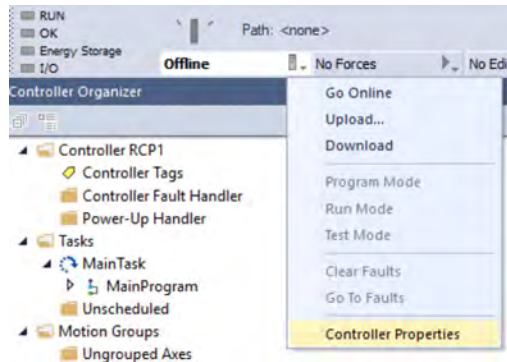 RUN
OK
Energy Storage
I/O
Path: <none>
Offline
No Forces
No Edi
Controller Organizer
Controller RCP1
Controller Tags
Controller Fault Handler
Power-Up Handler
Tasks
MainTask
MainProgram
Unscheduled
Motion Groups
Ungrouped Axes
Go Online
Upload...
Download
Program Mode
Run Mode
Test Mode
Clear Faults
Go To Faults
Controller Properties